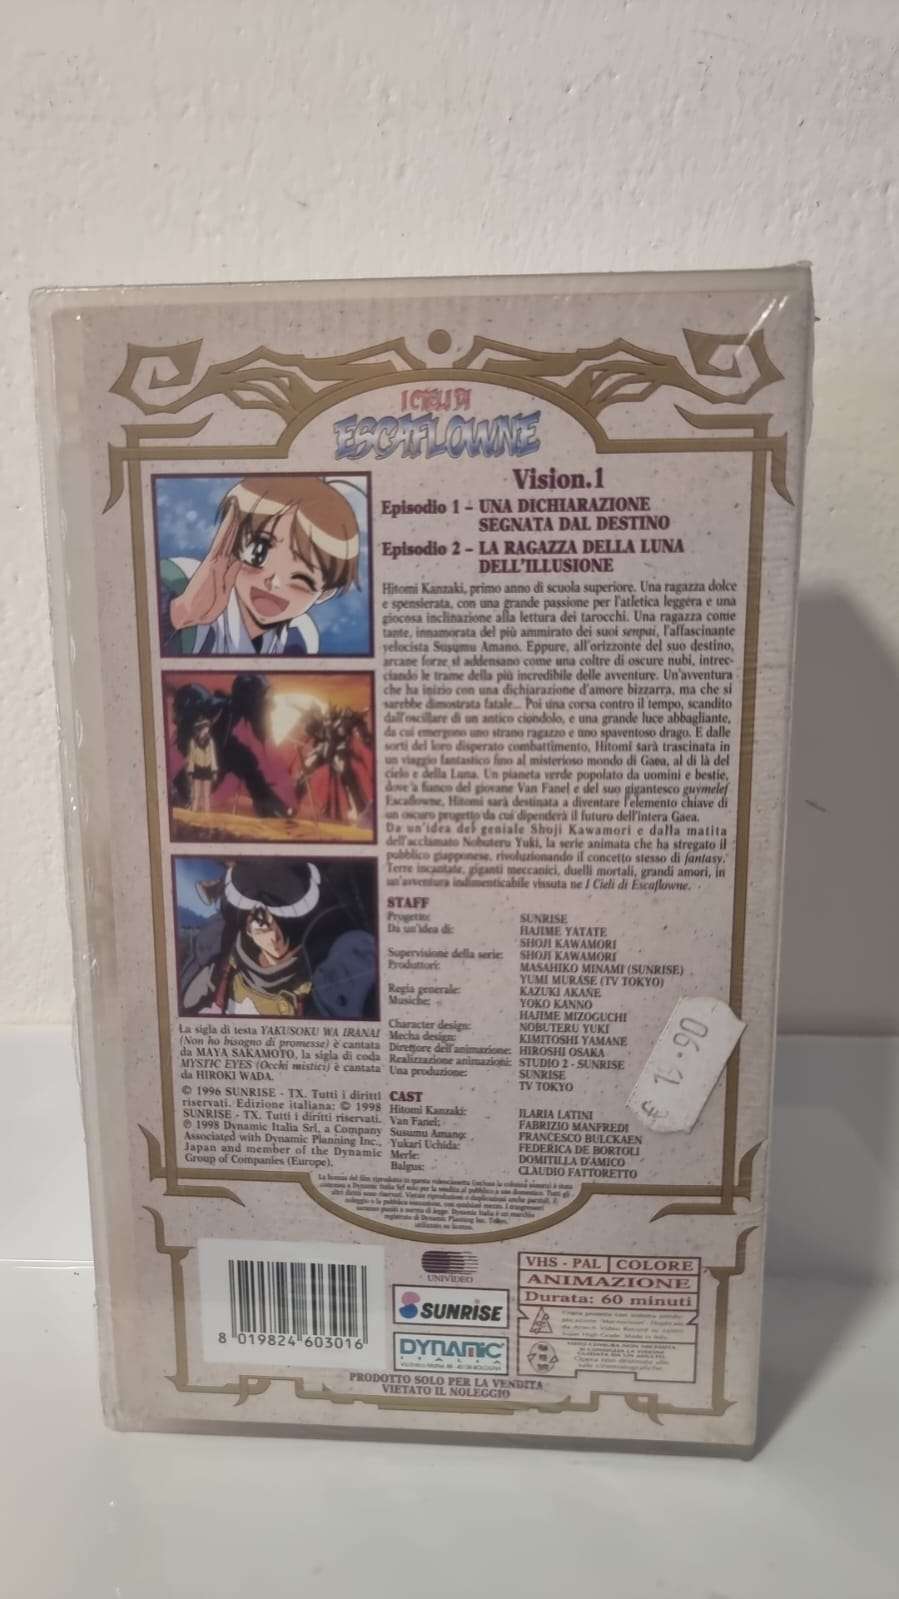 I CIELI DI
ESCAFLOWNE
Vision.1
Episodio 1 - UNA DICHIARAZIONE
SEGNATA DAL DESTINO
Episodio 2 - LA RAGAZZA DELLA LUNA
DELL'ILLUSIONE
Hitomi Kanzaki, primo anno di scuola superiore. Una ragazza dolce
e spensierata, con una grande passione per l'atletica leggera e una
giocosa inclinazione alla lettura dei tarocchi. Una ragazza come
tante, innamorata del più ammirato dei suoi senpai, l'affascinante
velocista Susumu Amano. Eppure, all'orizzonte del suo destino,
arcane forze si addensano come una coltre di oscure nubi, intrec-
ciando le trame della più incredibile delle avventure. Un'avventura
che ha inizio con una dichiarazione d'amore bizzarra, ma che si
sarebbe dimostrata fatale... Poi una corsa contro il tempo, scandito
dall'oscillare di un antico ciondolo, e una grande luce abbagliante,
da cui emergono uno strano ragazzo e uno spaventoso drago. E dalle
sorti del loro disperato combattimento, Hitomi sarà trascinata in
un viaggio fantastico fino al misterioso mondo di Gaea, al di là del
cielo e della Luna. Un pianeta verde popolato da uomini e bestie,
dove a fianco del giovane Van Fanel e del suo gigantesco guymelef
Escaflowne, Hitomi sarà destinata a diventare l'elemento chiave di
un oscuro progetto da cui dipenderà il futuro dell'intera Gaea.
Da un'idea del geniale Shoji Kawamori e dalla matita
dell'acclamato Nobuteru Yuki, la serie animata che ha stregato il
pubblico giapponese, rivoluzionando il concetto stesso di fantasy.
Terre incantate, giganti meccanici, duelli mortali, grandi amori, in
un'avventura indimenticabile vissuta ne I Cieli di Escaflowne.
STAFF
Progetto: SUNRISE
Da un'idea di: HAJIME YATATE
SHOJI KAWAMORI
Supervisione della serie: SHOJI KAWAMORI
Produttori: MASAHIKO MINAMI (SUNRISE)
YUMI MURASE (TV TOKYO)
Regia generale: KAZUKI AKANE
Musiche: YOKO KANNO
HAJIME MIZOGUCHI
Character design: NOBUTERU YUKI
Mecha design: KIMITOSHI YAMANE
Direttore dell'animazione: HIROSHI OSAKA
Realizzazione animazioni: STUDIO 2 - SUNRISE
Una produzione: SUNRISE
TV TOKYO
CAST
Hitomi Kanzaki: ILARIA LATINI
Van Fanel: FABRIZIO MANFREDI
Susumu Amano: FRANCESCO BULCKAEN
Yukari Uchida: FEDERICA DE BORTOLI
Merle: DOMITILLA D'AMICO
Balgus: CLAUDIO FATTORETTO
La sigla di testa YAKUSOKU WA IRANAI
(Non ho bisogno di promesse) è cantata
da MAYA SAKAMOTO, la sigla di coda
MYSTIC EYES (Occhi mistici) è cantata
da HIROKI WADA.
© 1996 SUNRISE - TX. Tutti i diritti
riservati. Edizione italiana: © 1998
SUNRISE - TX. Tutti i diritti riservati.
℗ 1998 Dynamic Italia Srl, a Company
Associated with Dynamic Planning Inc.,
Japan and member of the Dynamic
Group of Companies (Europe).
15.90
8 019824 603016
UNIVIDEO
SUNRISE
DYNAMIC
ITALIA
VHS - PAL COLORE
ANIMAZIONE
Durata: 60 minuti
PRODOTTO SOLO PER LA VENDITA
VIETATO IL NOLEGGIO